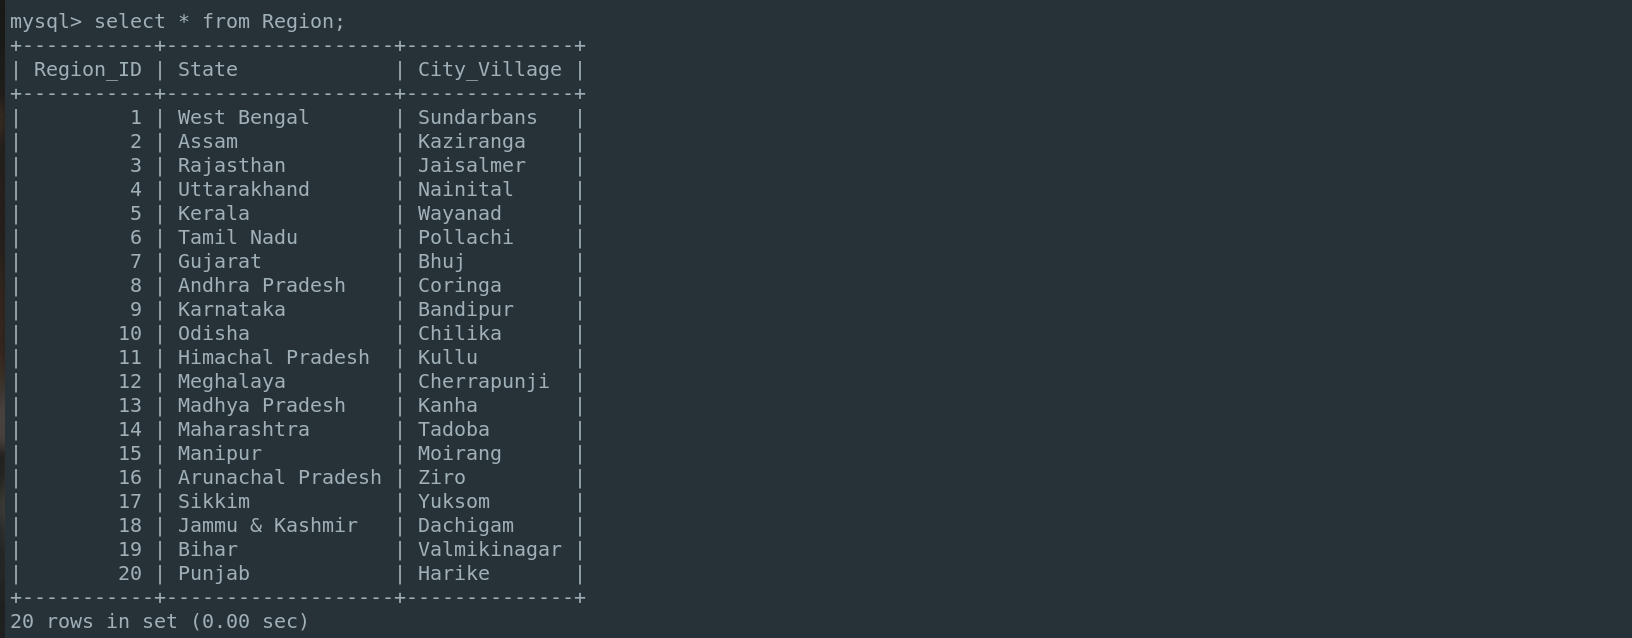 mysql> select * from Region;
+-----------+-------------------+--------------+
| Region_ID | State             | City_Village |
+-----------+-------------------+--------------+
|         1 | West Bengal       | Sundarbans   |
|         2 | Assam             | Kaziranga    |
|         3 | Rajasthan         | Jaisalmer    |
|         4 | Uttarakhand       | Nainital     |
|         5 | Kerala            | Wayanad      |
|         6 | Tamil Nadu        | Pollachi     |
|         7 | Gujarat           | Bhuj         |
|         8 | Andhra Pradesh    | Coringa      |
|         9 | Karnataka         | Bandipur     |
|        10 | Odisha            | Chilika      |
|        11 | Himachal Pradesh  | Kullu        |
|        12 | Meghalaya         | Cherrapunji  |
|        13 | Madhya Pradesh    | Kanha        |
|        14 | Maharashtra       | Tadoba       |
|        15 | Manipur           | Moirang      |
|        16 | Arunachal Pradesh | Ziro         |
|        17 | Sikkim            | Yuksom       |
|        18 | Jammu & Kashmir   | Dachigam     |
|        19 | Bihar             | Valmikinagar |
|        20 | Punjab            | Harike       |
+-----------+-------------------+--------------+
20 rows in set (0.00 sec)